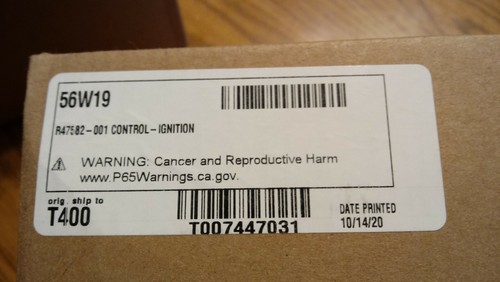 56W19
R47582-001 CONTROL-IGNITION
WARNING: Cancer and Reproductive Harm
www.P65Warnings.ca.gov.
orig. ship to
T400
T007447031
DATE PRINTED
10/14/20